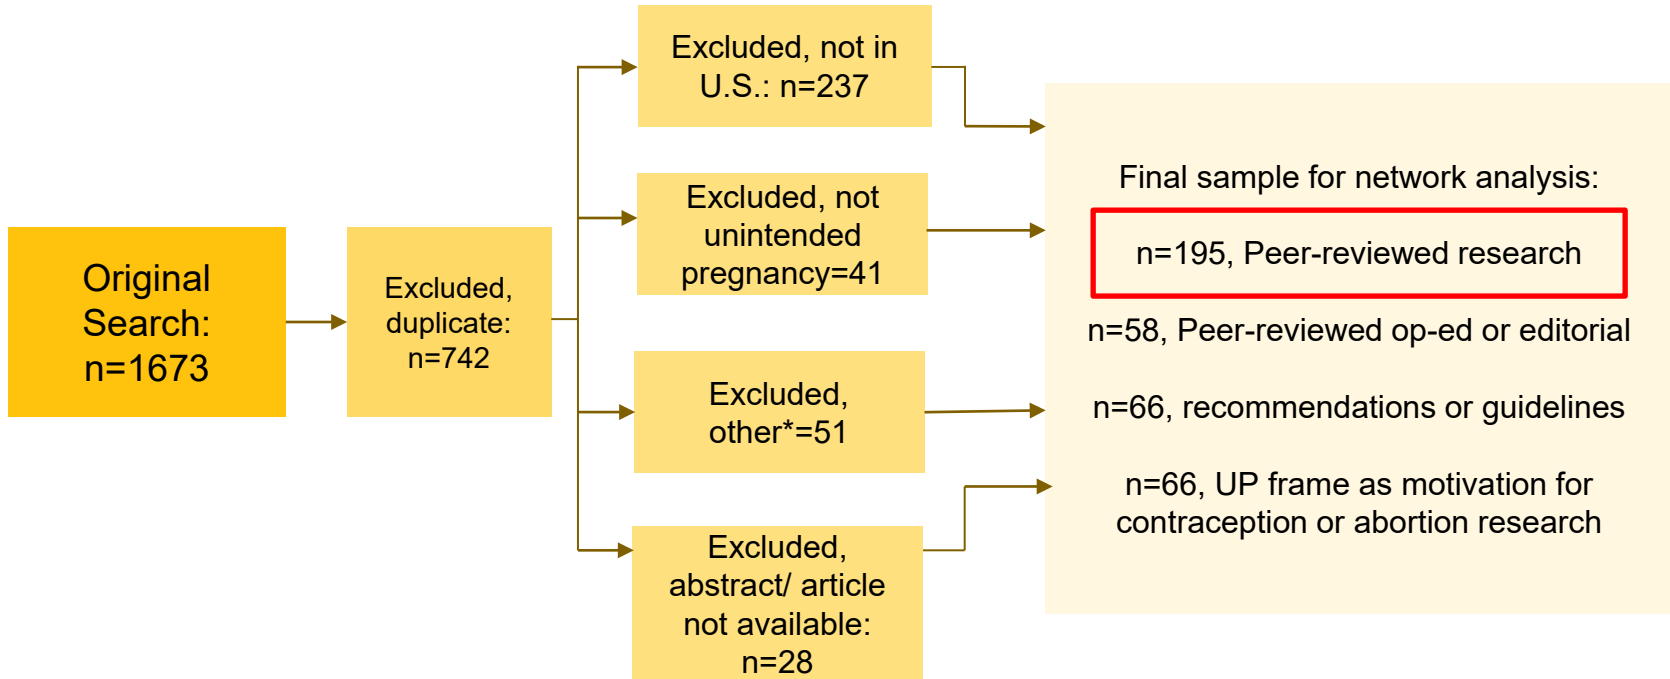 Original
Search:
n=1673
Excluded,
duplicate:
n=742
Excluded, not in
U.S.: n=237
Excluded, not
unintended
pregnancy=41
Excluded,
other*=51
Excluded,
abstract/ article
not available:
n=28
Final sample for network analysis:
n=195, Peer-reviewed research
n=58, Peer-reviewed op-ed or editorial
n=66, recommendations or guidelines
n=66, UP frame as motivation for
contraception or abortion research